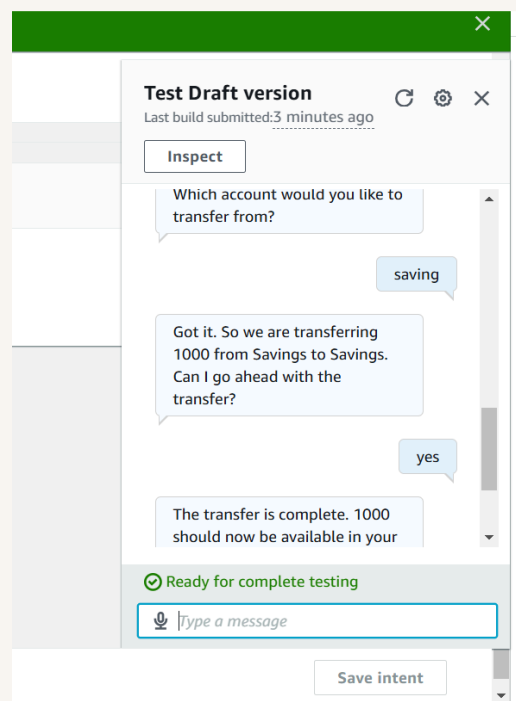 Test Draft version
Last build submitted:3 minutes ago
Inspect
Which account would you like to
transfer from?
saving
Got it. So we are transferring
1000 from Savings to Savings.
Can I go ahead with the
transfer?
yes
The transfer is complete. 1000
should now be available in your
Ready for complete testing
Type a message
Save intent